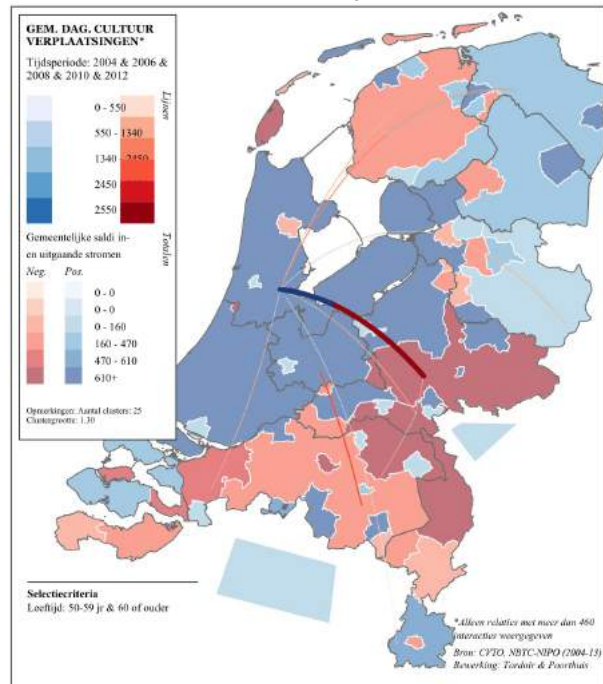 GEM. DAG. CULTUUR
VERPLAATSINGEN*
Tijdsperiode: 2004 & 2006 &
2008 & 2010 & 2012
Lijnen
0 - 550
550 - 1340
1340 - 2450
2450
2550
Gemeentelijke saldi in-
en uitgaande stromen
Totalen
Neg. Pos.
0 - 0
0 - 0
0 - 160
160 - 470
470 - 610
610+
Opmerkingen: Aantal clusters: 25
Clustergrootte: 1.30
Selectiecriteria
Leeftijd: 50-59 jr & 60 of ouder
*Alleen relaties met meer dan 460
interacties weergegeven
Bron: CVTO, NBTC-NIPO (2004-13)
Bewerking: Tordoir & Poorthuis